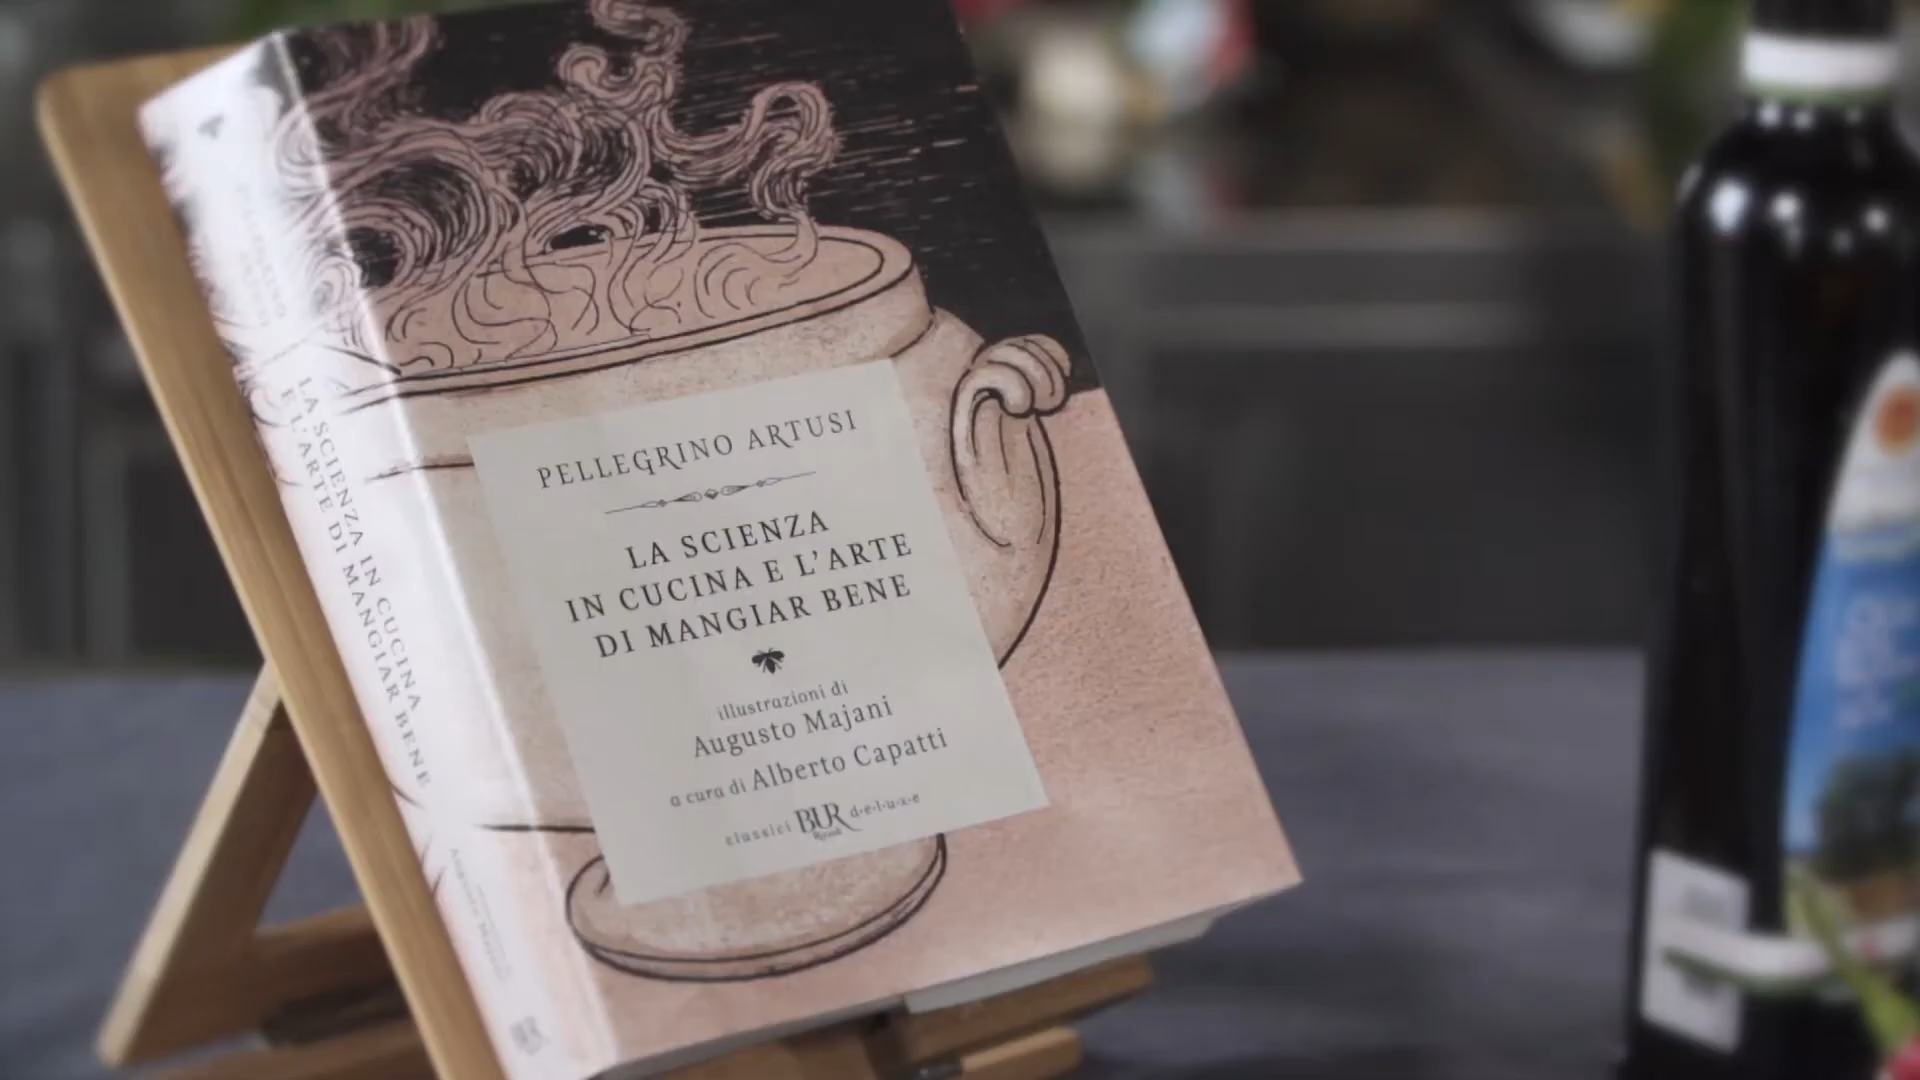 PELLEGRINO ARTUSI
LA SCIENZA
IN CUCINA E L'ARTE
DI MANGIAR BENE
illustrazioni di
Augusto Majani
a cura di Alberto Capatti
classici BUR d·e·l·u·x·e
Rizzoli
LA SCIENZA IN CUCINA
E L'ARTE DI MANGIAR BENE